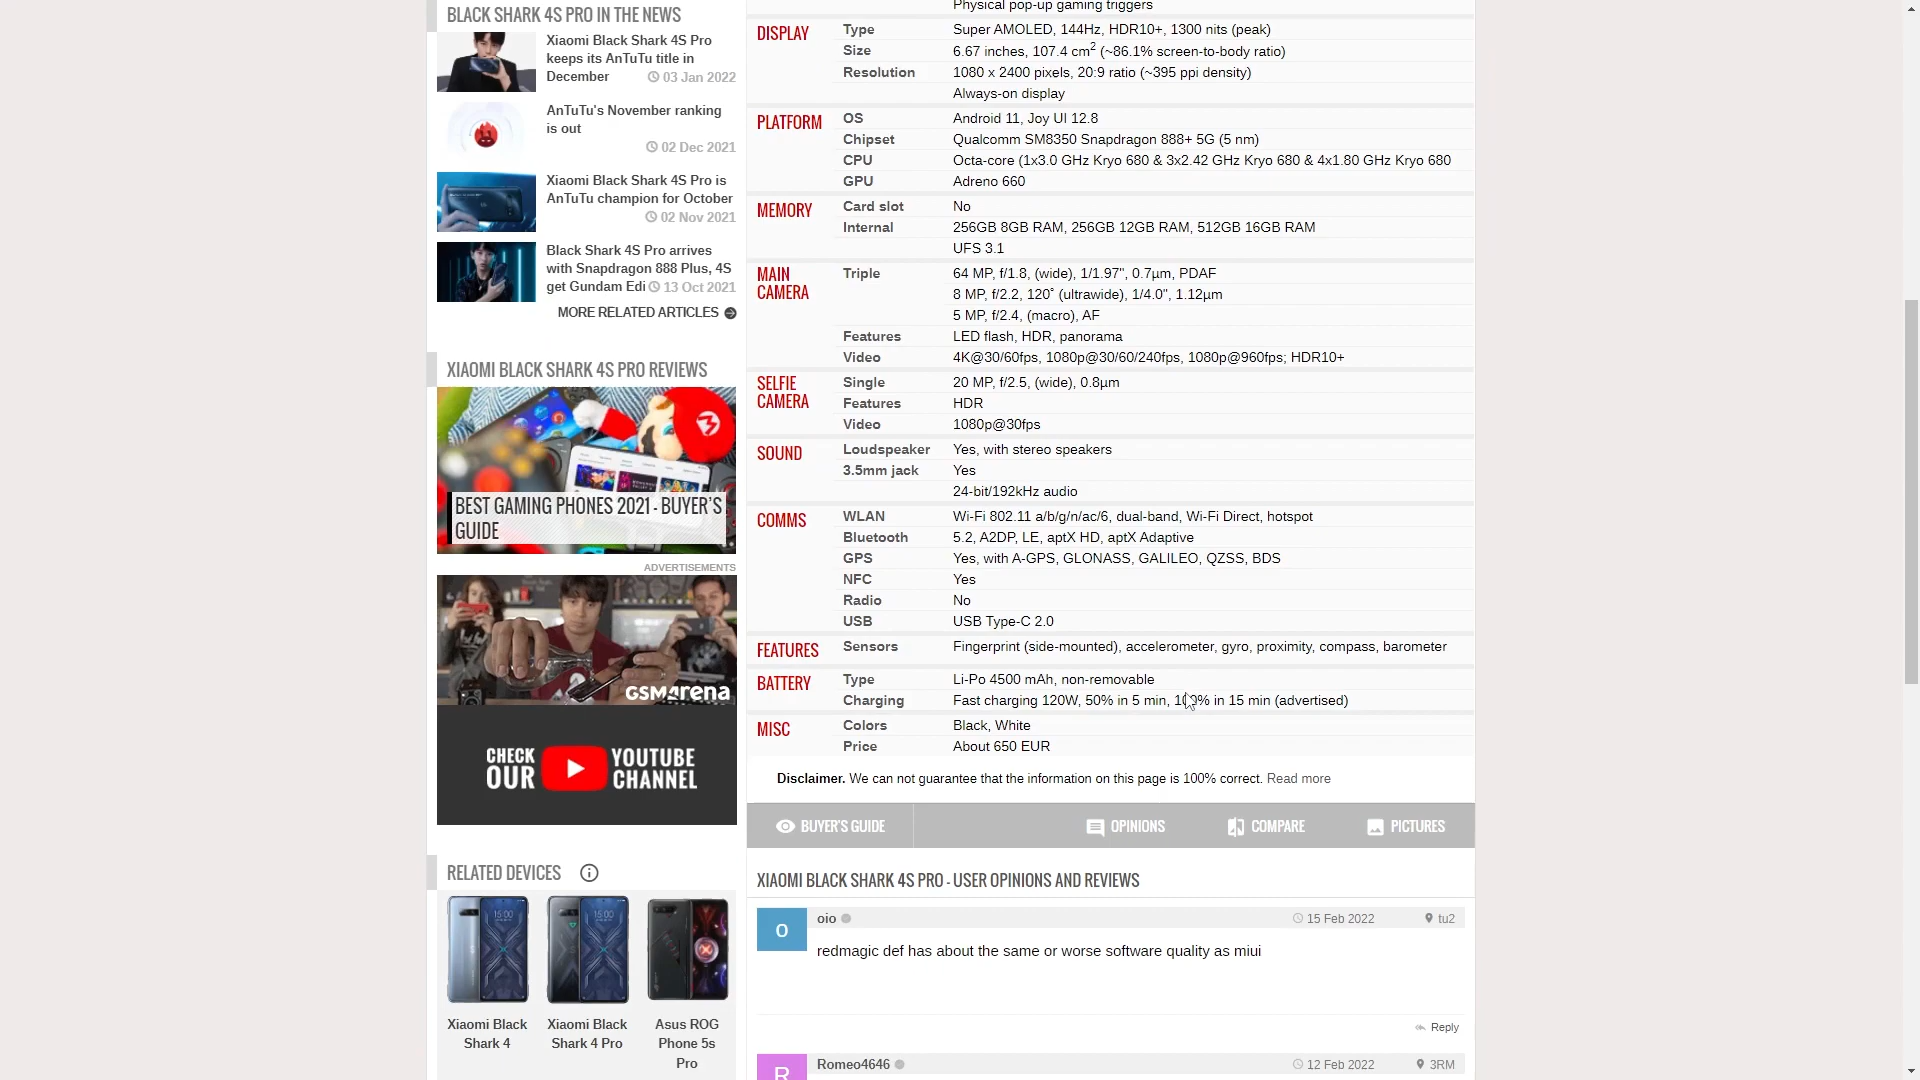 BLACK SHARK 4S PRO IN THE NEWS
Xiaomi Black Shark 4S Pro
keeps its AnTuTu title in
December
03 Jan 2022
AnTuTu's November ranking
is out
02 Dec 2021
Xiaomi Black Shark 4S Pro is
AnTuTu champion for October
02 Nov 2021
Black Shark 4S Pro arrives
with Snapdragon 888 Plus, 4S
get Gundam Edi
13 Oct 2021
MORE RELATED ARTICLES
XIAOMI BLACK SHARK 4S PRO REVIEWS
BEST GAMING PHONES 2021 - BUYER'S
GUIDE
ADVERTISEMENTS
GSMArena
CHECK OUR
YOUTUBE CHANNEL
RELATED DEVICES
Xiaomi Black
Shark 4
Xiaomi Black
Shark 4 Pro
Asus ROG
Phone 5s
Pro
Physical pop-up gaming triggers
DISPLAY
Type Super AMOLED, 144Hz, HDR10+, 1300 nits (peak)
Size 6.67 inches, 107.4 cm2 (~86.1% screen-to-body ratio)
Resolution 1080 x 2400 pixels, 20:9 ratio (~395 ppi density)
Always-on display
PLATFORM
OS Android 11, Joy UI 12.8
Chipset Qualcomm SM8350 Snapdragon 888+ 5G (5 nm)
CPU Octa-core (1x3.0 GHz Kryo 680 & 3x2.42 GHz Kryo 680 & 4x1.80 GHz Kryo 680
GPU Adreno 660
MEMORY
Card slot No
Internal 256GB 8GB RAM, 256GB 12GB RAM, 512GB 16GB RAM
UFS 3.1
MAIN
CAMERA
Triple 64 MP, f/1.8, (wide), 1/1.97", 0.7µm, PDAF
8 MP, f/2.2, 120˚ (ultrawide), 1/4.0", 1.12µm
5 MP, f/2.4, (macro), AF
Features LED flash, HDR, panorama
Video 4K@30/60fps, 1080p@30/60/240fps, 1080p@960fps; HDR10+
SELFIE
CAMERA
Single 20 MP, f/2.5, (wide), 0.8µm
Features HDR
Video 1080p@30fps
SOUND
Loudspeaker Yes, with stereo speakers
3.5mm jack Yes
24-bit/192kHz audio
COMMS
WLAN Wi-Fi 802.11 a/b/g/n/ac/6, dual-band, Wi-Fi Direct, hotspot
Bluetooth 5.2, A2DP, LE, aptX HD, aptX Adaptive
GPS Yes, with A-GPS, GLONASS, GALILEO, QZSS, BDS
NFC Yes
Radio No
USB USB Type-C 2.0
FEATURES
Sensors Fingerprint (side-mounted), accelerometer, gyro, proximity, compass, barometer
BATTERY
Type Li-Po 4500 mAh, non-removable
Charging Fast charging 120W, 50% in 5 min, 100% in 15 min (advertised)
MISC
Colors Black, White
Price About 650 EUR
Disclaimer. We can not guarantee that the information on this page is 100% correct. Read more
BUYER'S GUIDE
OPINIONS
COMPARE
PICTURES
XIAOMI BLACK SHARK 4S PRO - USER OPINIONS AND REVIEWS
O
oio
15 Feb 2022
tu2
redmagic def has about the same or worse software quality as miui
Reply
R
Romeo4646
12 Feb 2022
3RM